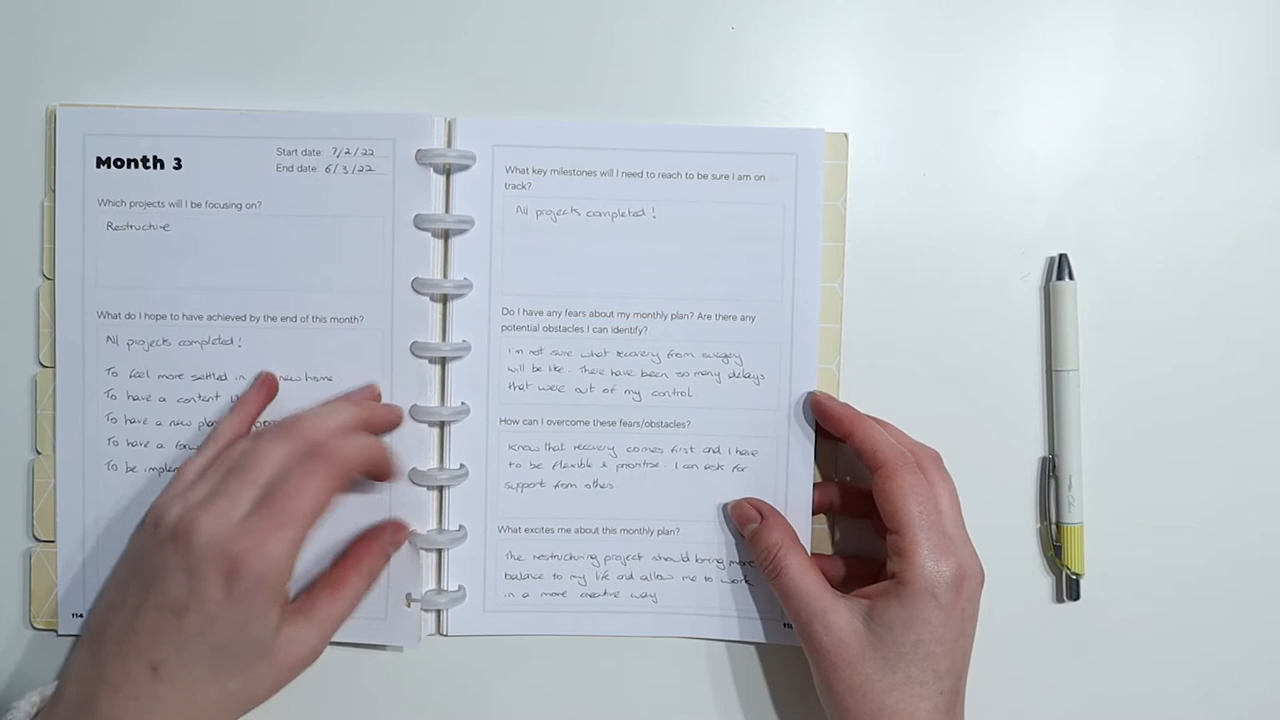 Month 3
Start date: 7/2/22
End date: 6/3/22
Which projects will I be focusing on?
Restructure
What do I hope to have achieved by the end of this month?
All projects completed!
To feel more settled in new home.
To have a content
To have a new plan
To have a
To be
114
What key milestones will I need to reach to be sure I am on
track?
All projects completed!
Do I have any fears about my monthly plan? Are there any
potential obstacles I can identify?
I'm not sure what recovery from surgery
will be like. There have been so many delays
that were out of my control
How can I overcome these fears/obstacles?
Know that recovery comes first and I have
to be flexible & prioritise. I can ask for
support from others.
What excites me about this monthly plan?
The restructuring project should bring more
balance to my life and allow me to work
in a more creative way